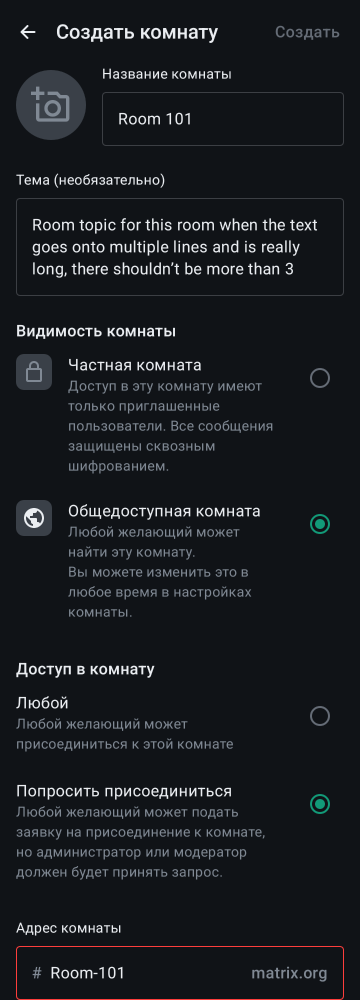 Создать комнату
Создать
Название комнаты
Room 101
Тема (необязательно)
Room topic for this room when the text
goes onto multiple lines and is really
long, there shouldn’t be more than 3
Видимость комнаты
Частная комната
Доступ в эту комнату имеют
только приглашенные
пользователи. Все сообщения
защищены сквозным
шифрованием.
Общедоступная комната
Любой желающий может
найти эту комнату.
Вы можете изменить это в
любое время в настройках
комнаты.
Доступ в комнату
Любой
Любой желающий может
присоединиться к этой комнате
Попросить присоединиться
Любой желающий может подать
заявку на присоединение к комнате,
но администратор или модератор
должен будет принять запрос.
Адрес комнаты
# Room-101 matrix.org